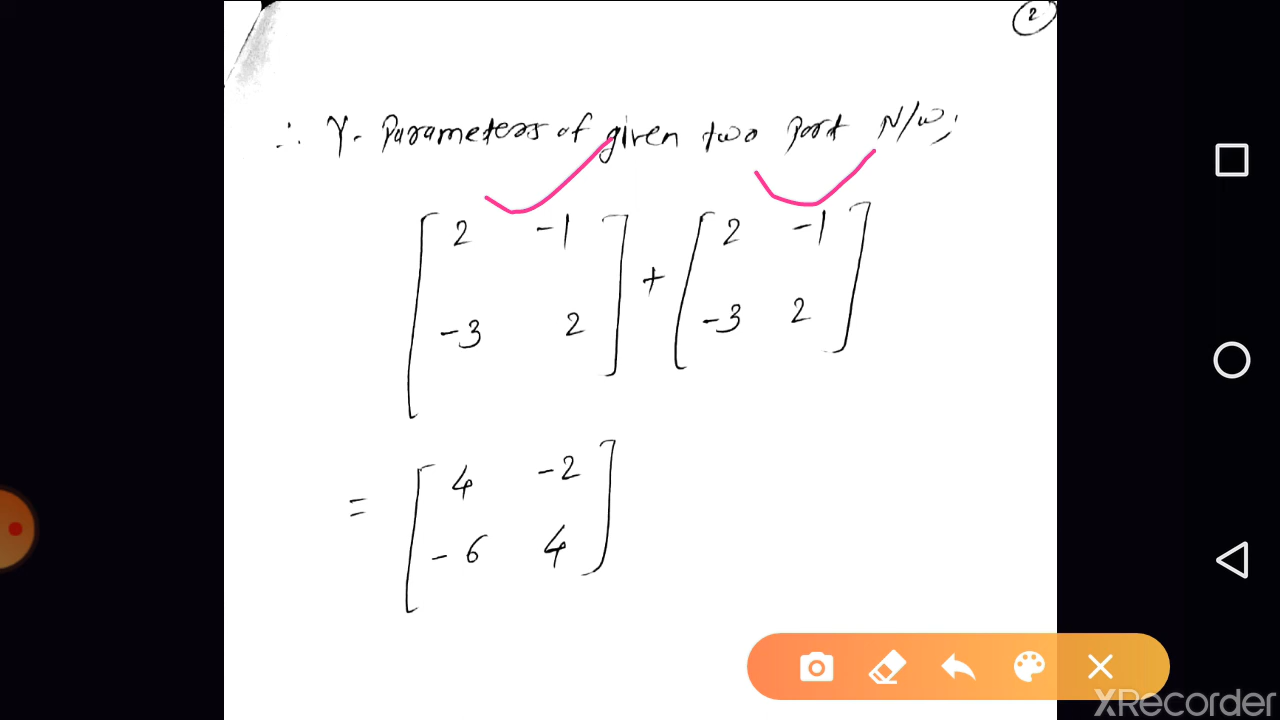 2
∴ Y- Parameters of given two port N/w;
[ 2 -1 ] + [ 2 -1 ]
[ -3 2 ] [ -3 2 ]
= [ 4 -2 ]
[ -6 4 ]
XRecorder